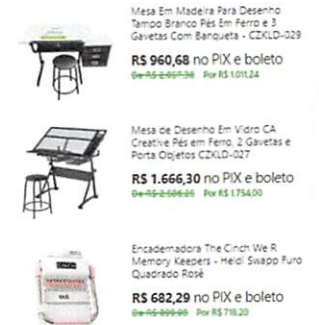 Mesa Em Madeira Para Desenho
Tampo Branco Pés Em Ferro e 3
Gavetas Com Banqueta - CZKLD-029
R$ 960,68 no PIX e boleto
Por R$ 1.011,24
Mesa de Desenho Em Vidro CA
Creative Pés em Ferro, 2 Gavetas e
Porta Objetos CZKLD-027
R$ 1.666,30 no PIX e boleto
Por R$ 1.754,00
Encadernadora The Cinch We R
Memory Keepers - Heidi Swapp Furo
Quadrado Rosè
R$ 682,29 no PIX e boleto
Por R$ 718,20